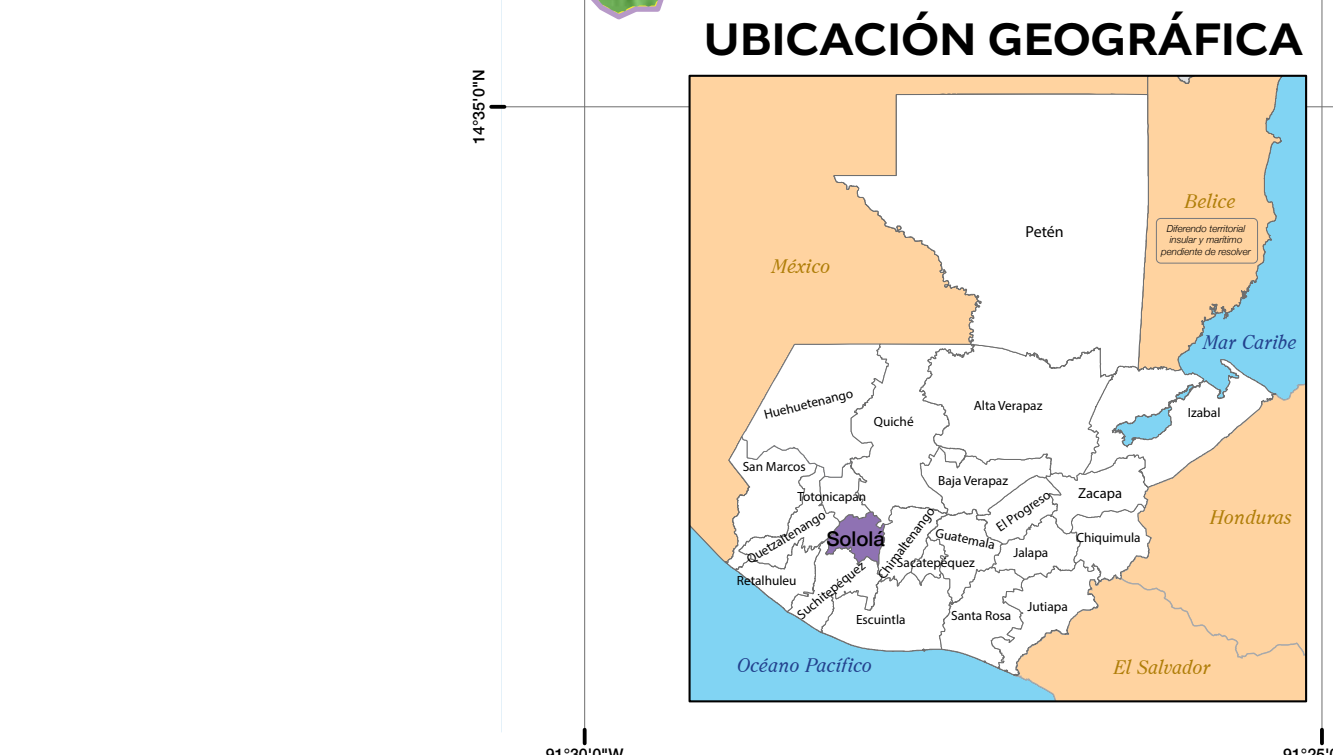 UBICACIÓN GEOGRÁFICA
14°35'0"N
Belice
Diferendo territorial
insular y marítimo
pendiente de resolver
Petén
México
Mar Caribe
Huehuetenango
Alta Verapaz
Izabal
Quiché
San Marcos
Baja Verapaz
Totonicapán
Zacapa
El Progreso
Honduras
Quetzaltenango
Sololá
Chimaltenango
Guatemala
Chiquimula
Jalapa
Sacatepéquez
Retalhuleu
Suchitepéquez
Jutiapa
Santa Rosa
Escuintla
Océano Pacífico
El Salvador
91°30'0"W